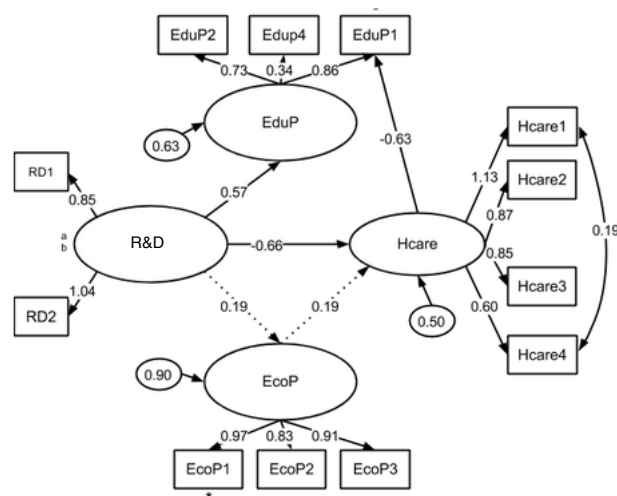 EduP2
Edup4
EduP1
0.73
0.34
0.86
EduP
0.63
Hcare1
-0.63
1.13
Hcare2
RD1
0.57
0.87
0.19
0.85
a
b
R&D
-0.66
Hcare
0.85
Hcare3
1.04
0.19
0.19
0.60
RD2
0.50
Hcare4
0.90
EcoP
0.97
0.83
0.91
EcoP1
EcoP2
EcoP3
*